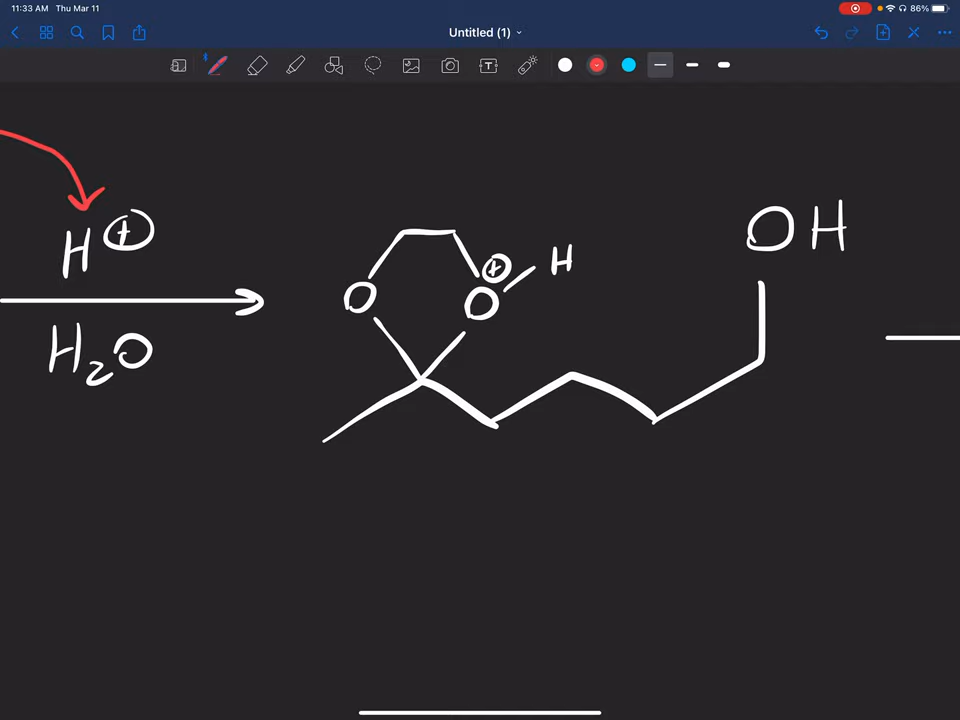 11:33 AM Thu Mar 11
86%
Untitled (1)
T
H⊕
H₂O
O
O⊕
H
OH